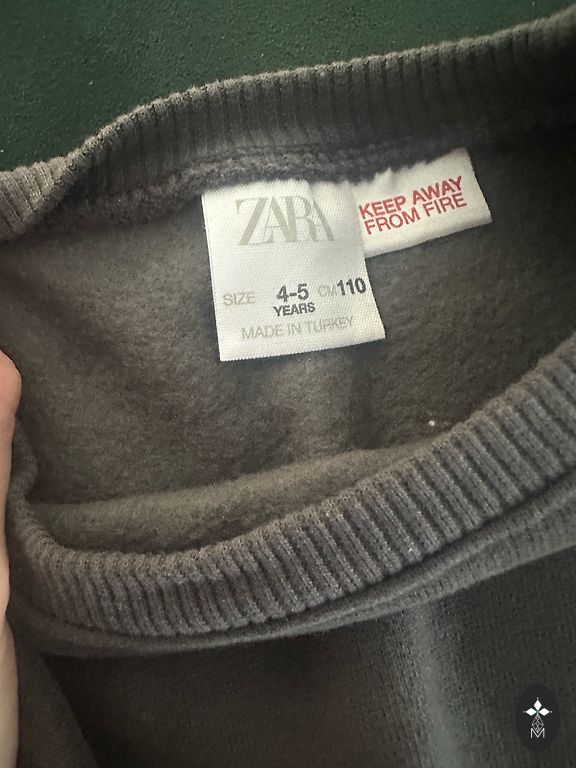 ZARA
SIZE 4-5 CM 110
YEARS
MADE IN TURKEY
KEEP AWAY
FROM FIRE
M